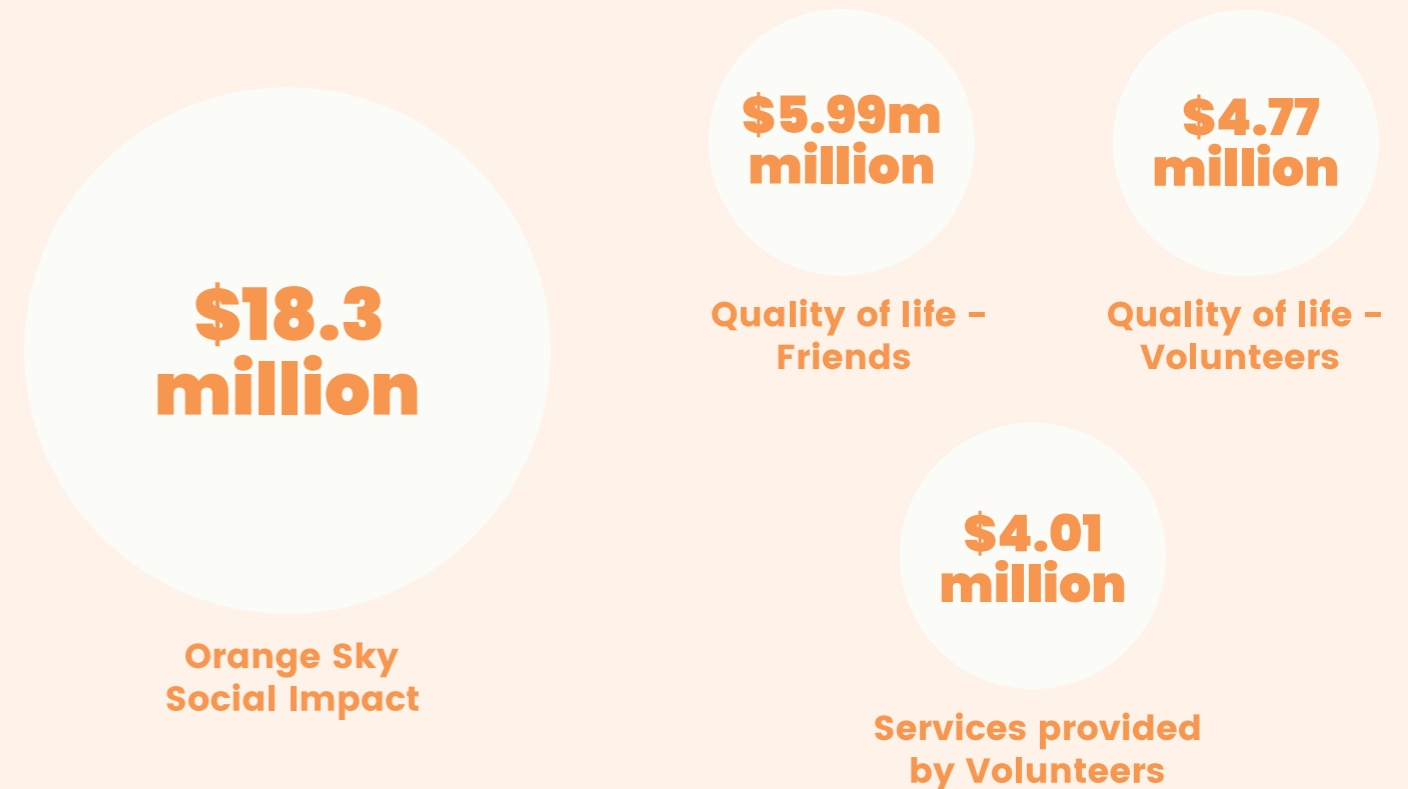 $18.3
million
Orange Sky
Social Impact
$5.99m
million
Quality of life –
Friends
$4.77
million
Quality of life –
Volunteers
$4.01
million
Services provided
by Volunteers